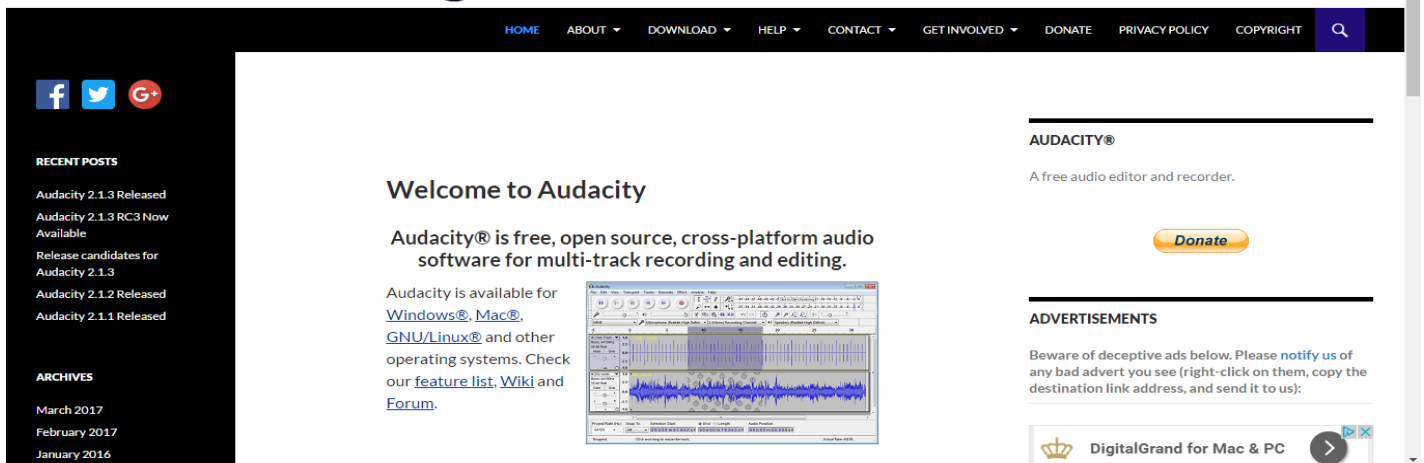 HOME ABOUT DOWNLOAD HELP CONTACT GET INVOLVED DONATE PRIVACY POLICY COPYRIGHT
RECENT POSTS
Audacity 2.1.3 Released
Audacity 2.1.3 RC3 Now
Available
Release candidates for
Audacity 2.1.3
Audacity 2.1.2 Released
Audacity 2.1.1 Released
ARCHIVES
March 2017
February 2017
January 2016
Welcome to Audacity
Audacity® is free, open source, cross-platform audio
software for multi-track recording and editing.
Audacity is available for
Windows®, Mac®,
GNU/Linux® and other
operating systems. Check
our feature list, Wiki and
Forum.
AUDACITY®
A free audio editor and recorder.
Donate
ADVERTISEMENTS
Beware of deceptive ads below. Please notify us of
any bad advert you see (right-click on them, copy the
destination link address, and send it to us):
DigitalGrand for Mac & PC